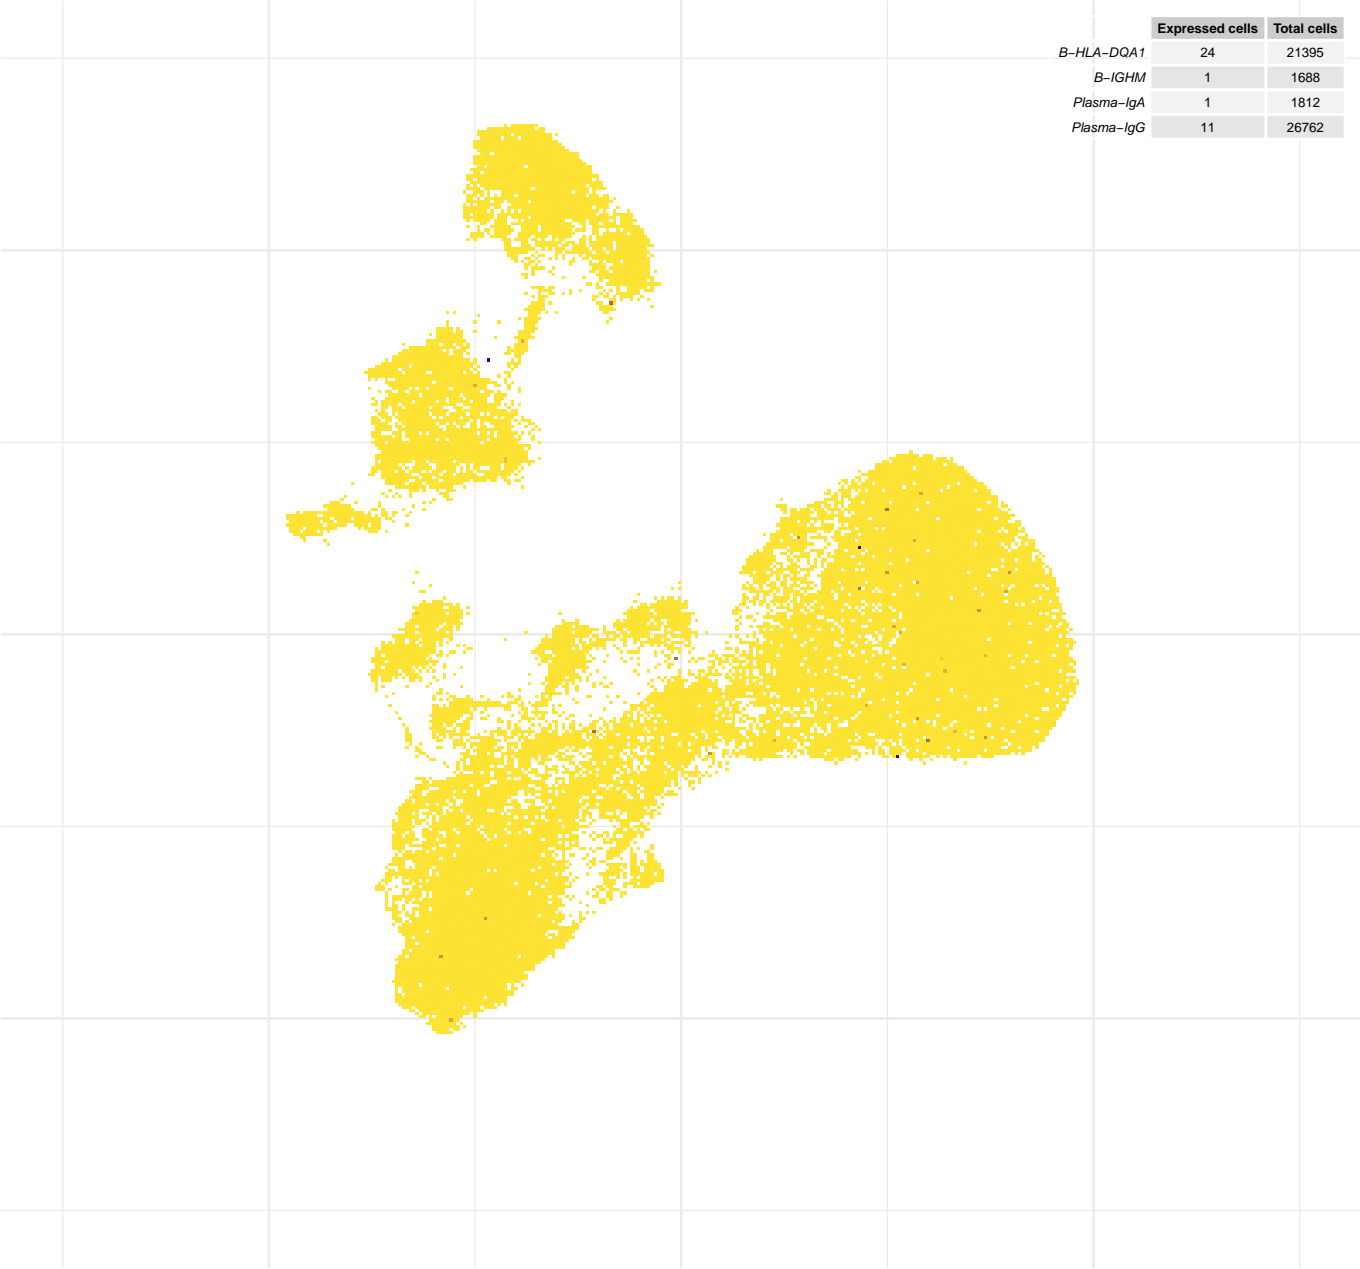 Expressed cells Total cells
B−HLA−DQA1 24 21395
B−IGHM 1 1688
Plasma−IgA 1 1812
Plasma−IgG 11 26762